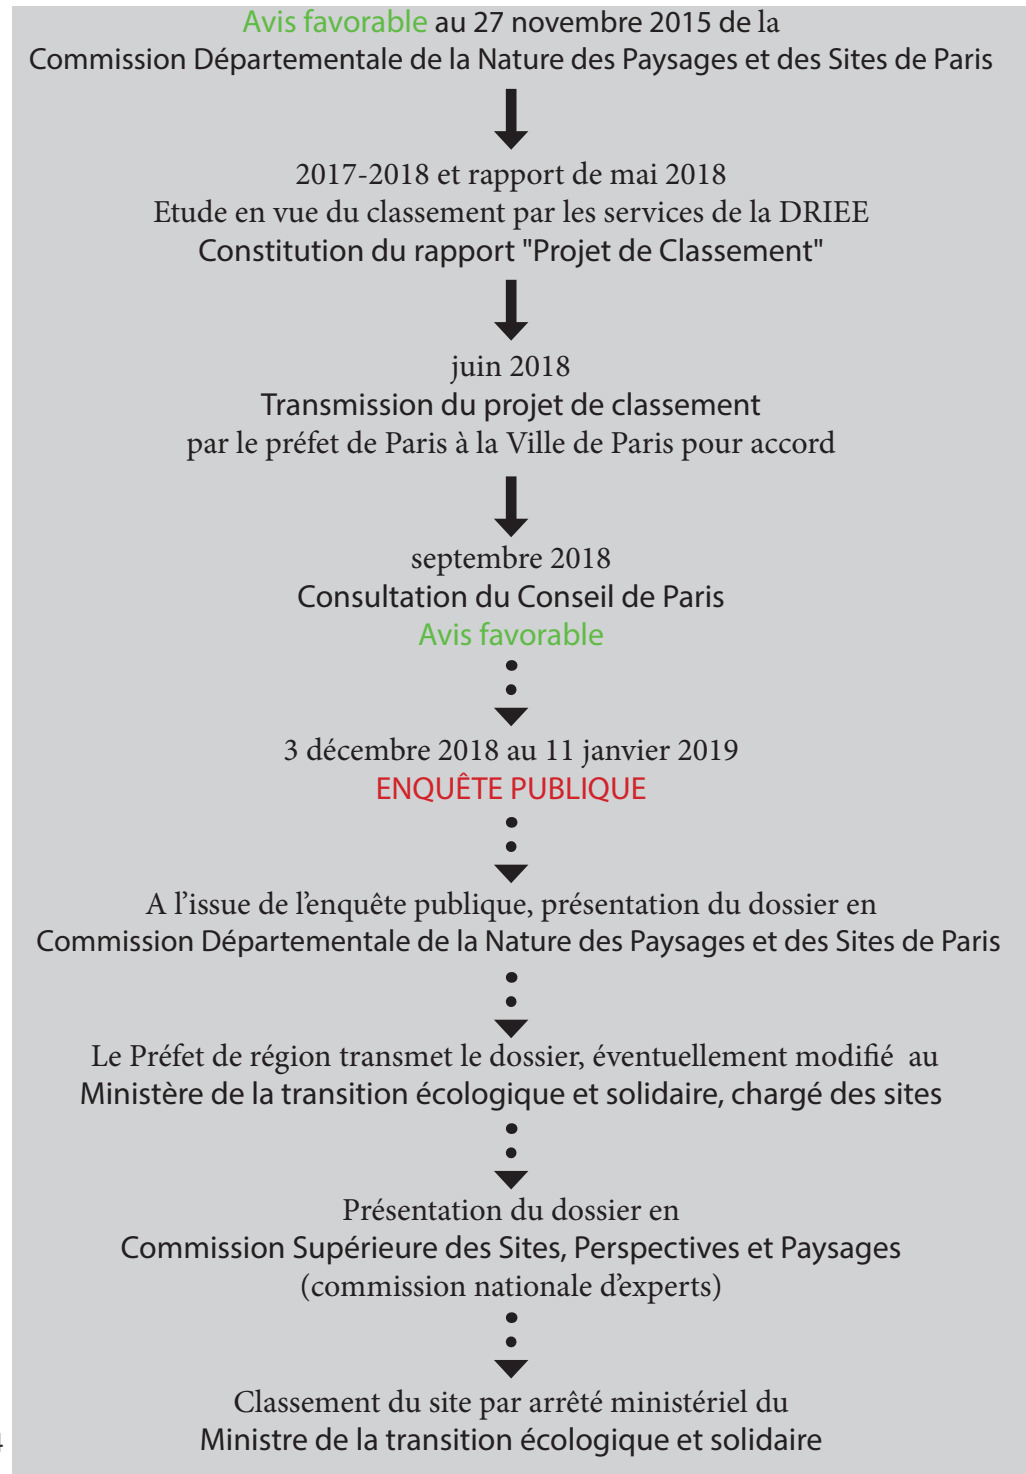 Avis favorable au 27 novembre 2015 de la
Commission Départementale de la Nature des Paysages et des Sites de Paris
2017-2018 et rapport de mai 2018
Etude en vue du classement par les services de la DRIEE
Constitution du rapport "Projet de Classement"
juin 2018
Transmission du projet de classement
par le préfet de Paris à la Ville de Paris pour accord
septembre 2018
Consultation du Conseil de Paris
Avis favorable
3 décembre 2018 au 11 janvier 2019
ENQUÊTE PUBLIQUE
A l’issue de l’enquête publique, présentation du dossier en
Commission Départementale de la Nature des Paysages et des Sites de Paris
Le Préfet de région transmet le dossier, éventuellement modifié au
Ministère de la transition écologique et solidaire, chargé des sites
Présentation du dossier en
Commission Supérieure des Sites, Perspectives et Paysages
(commission nationale d’experts)
Classement du site par arrêté ministériel du
Ministre de la transition écologique et solidaire